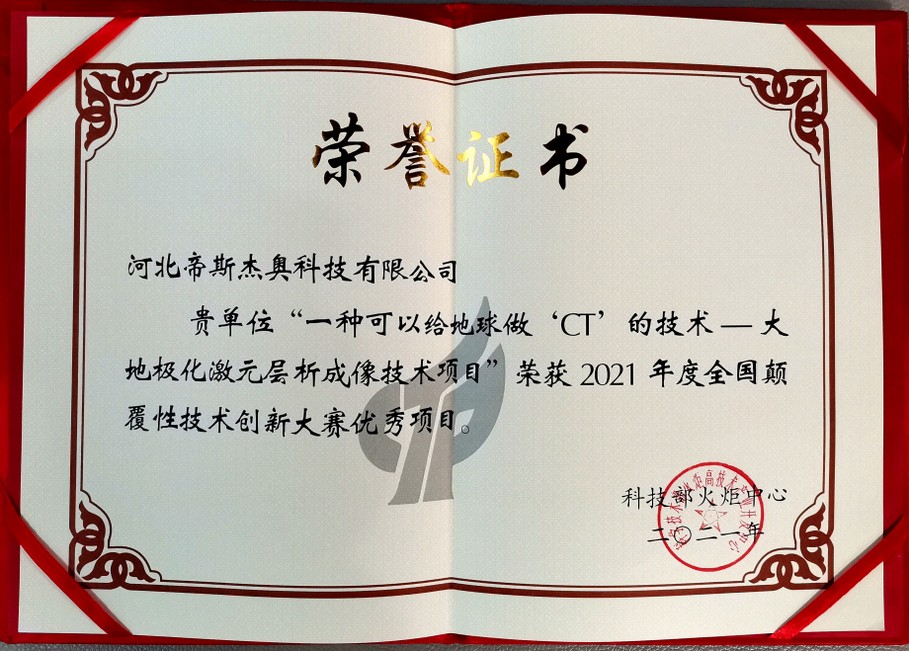 荣誉证书
河北帝斯杰奥科技有限公司
贵单位“一种可以给地球做‘CT’的技术—大
地极化激元层析成像技术项目”荣获2021年度全国颠
覆性技术创新大赛优秀项目。
科技部火炬中心
二〇二一年